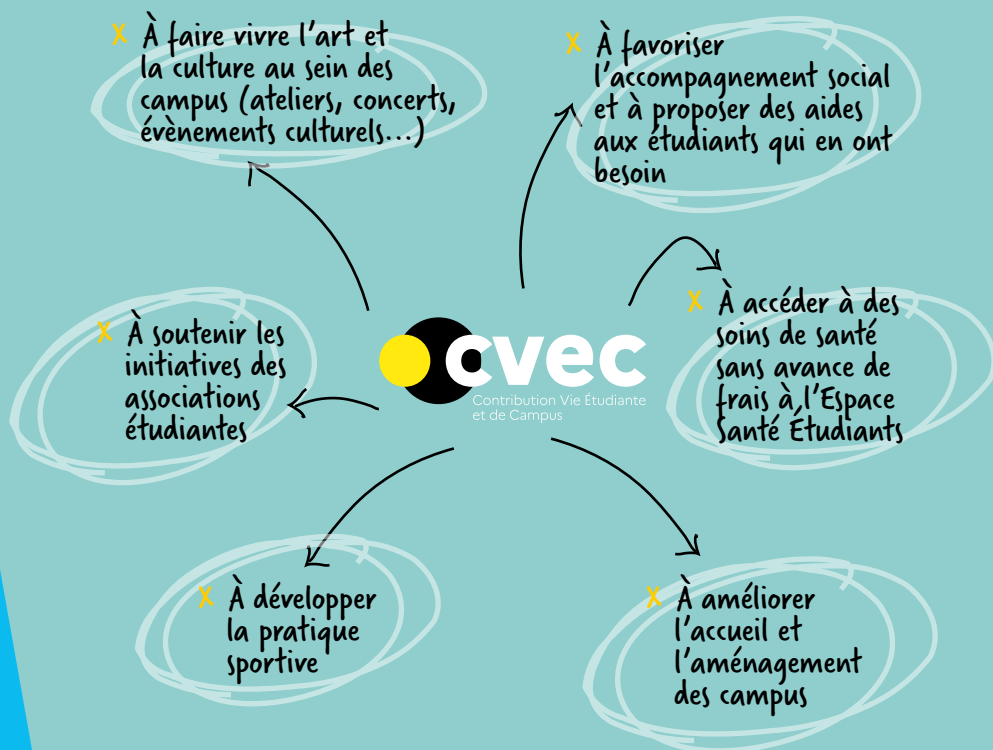 x À faire vivre l'art et
la culture au sein des
campus (ateliers, concerts,
évènements culturels...)
x À favoriser
l'accompagnement social
et à proposer des aides
aux étudiants qui en ont
besoin
x À soutenir les
initiatives des
associations
étudiantes
cvec
Contribution Vie Étudiante
et de Campus
x À accéder à des
soins de santé
sans avance de
frais à l'Espace
Santé Étudiants
x À développer
la pratique
sportive
x À améliorer
l'accueil et
l'aménagement
des campus